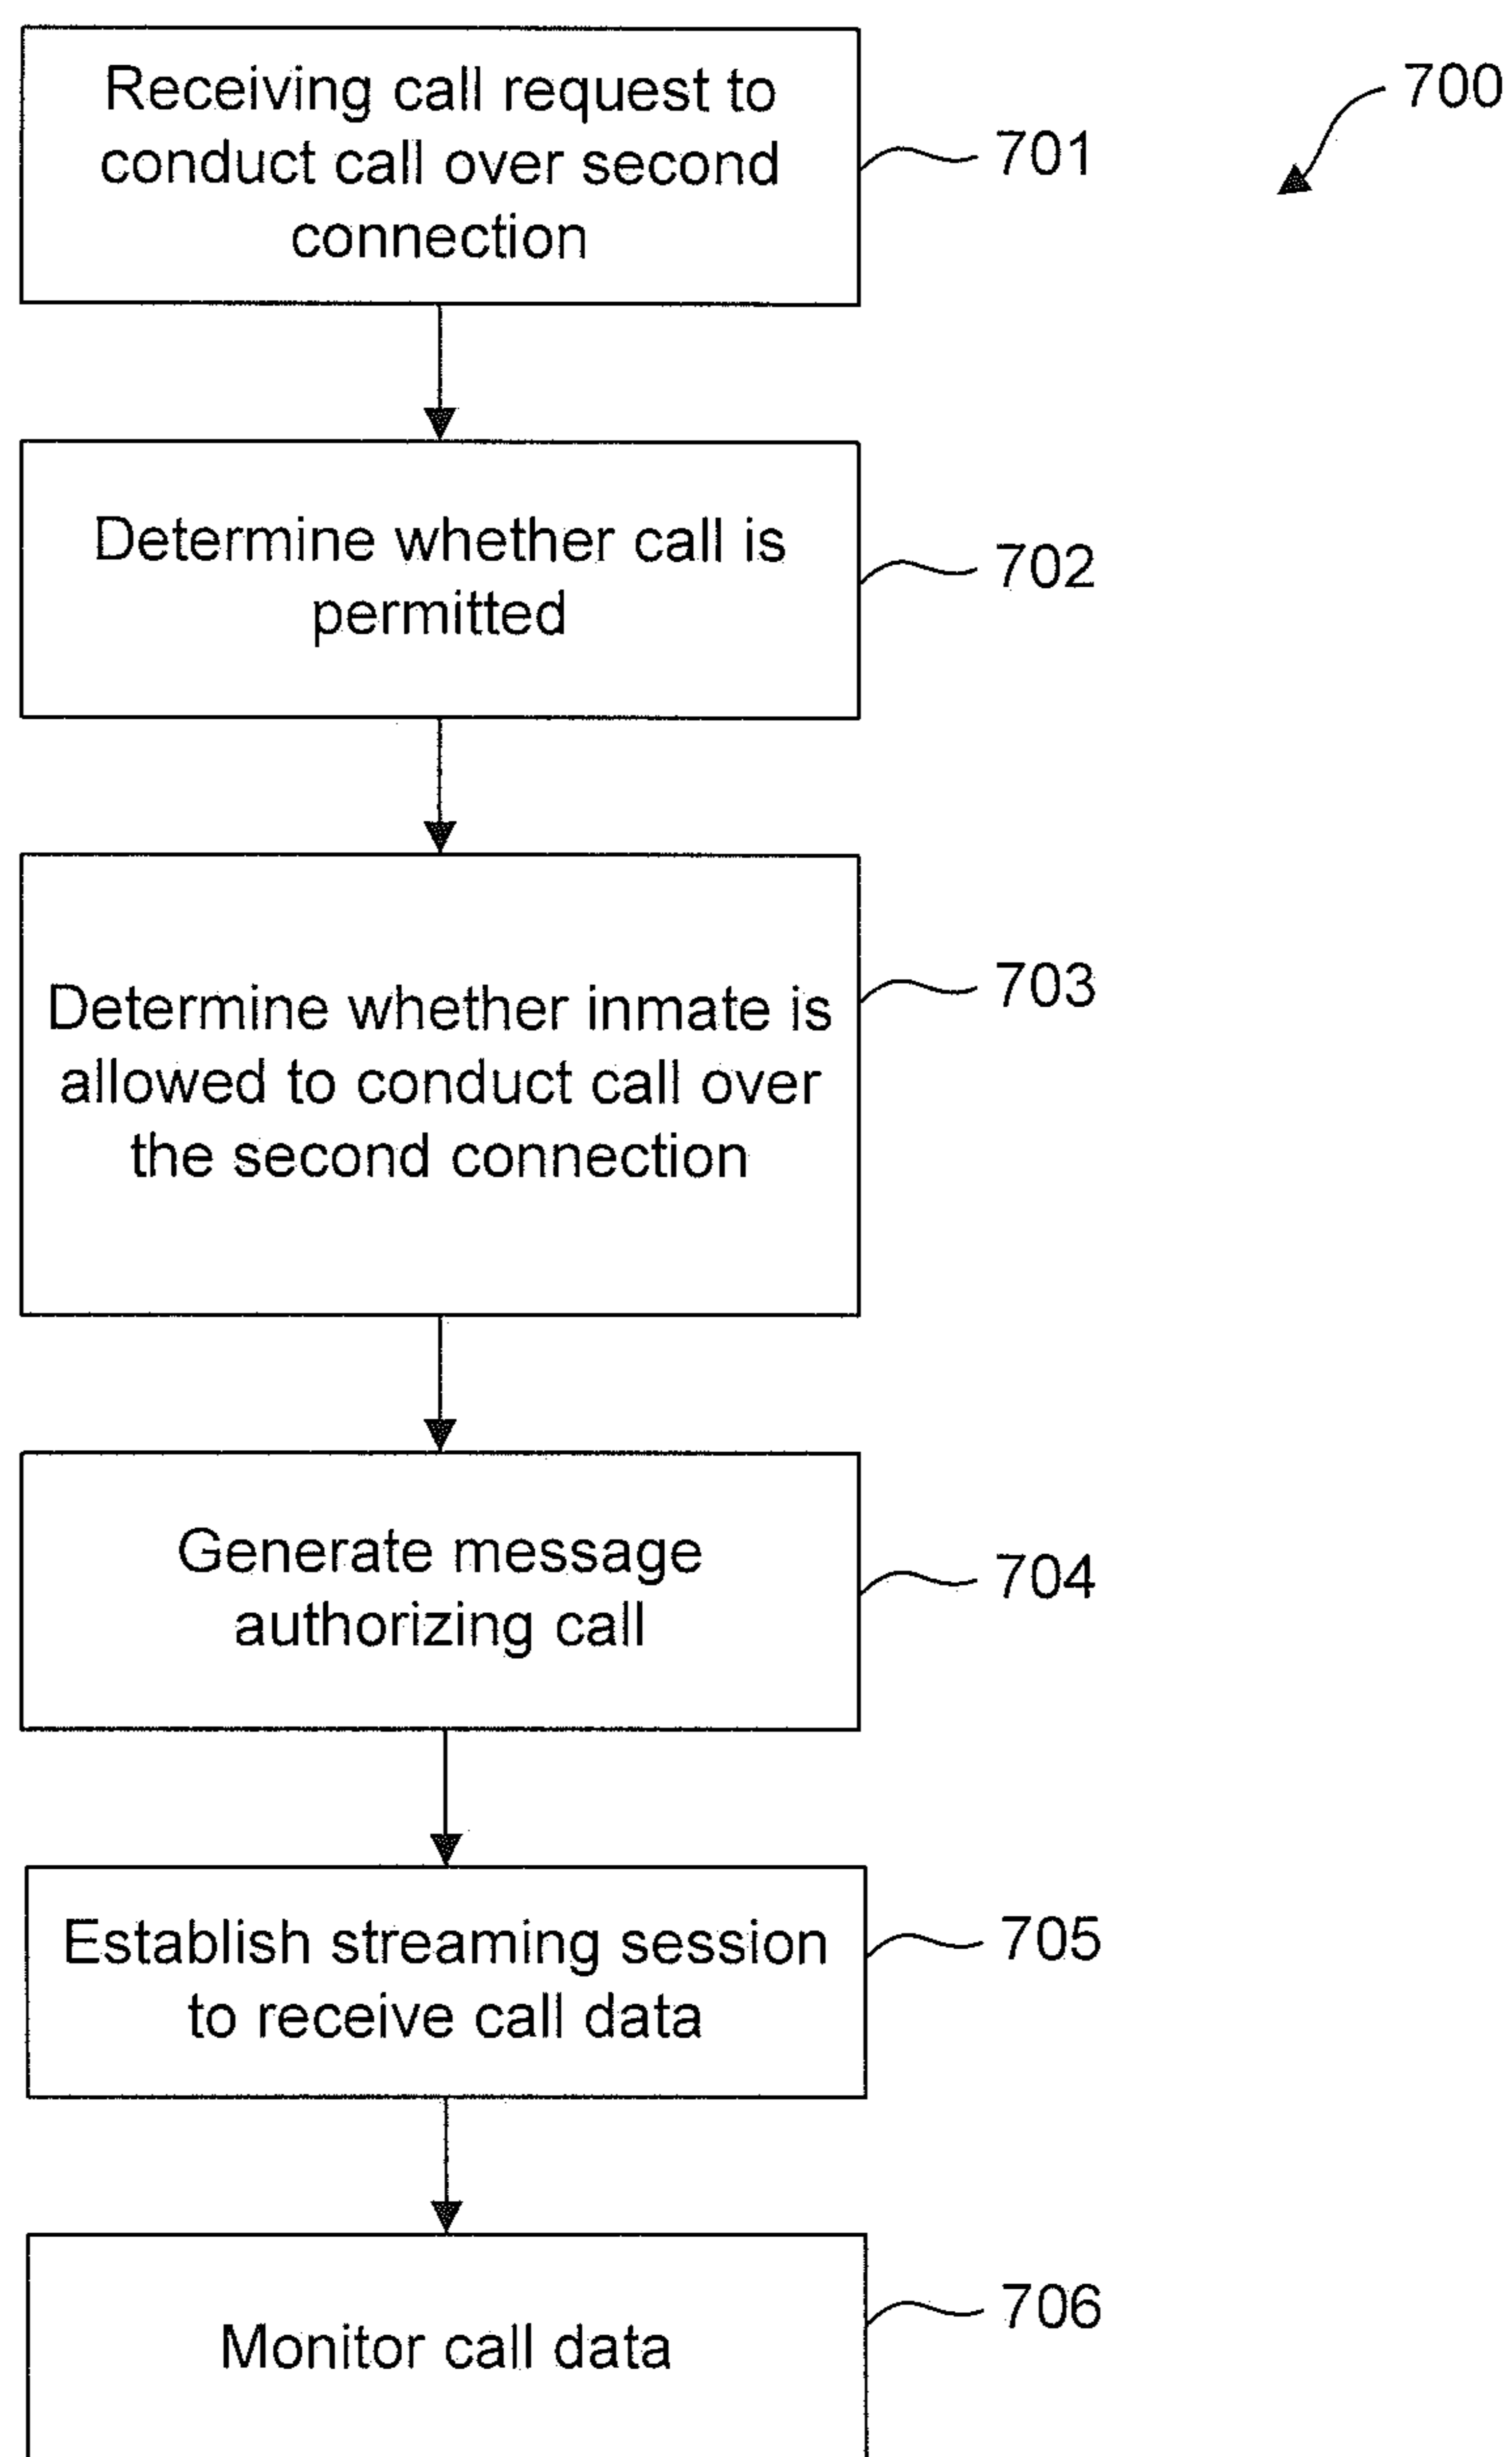 Receiving call request to
conduct call over second
connection
701
700
Determine whether call is
permitted
702
Determine whether inmate is
allowed to conduct call over
the second connection
703
Generate message
authorizing call
704
Establish streaming session
to receive call data
705
Monitor call data
706